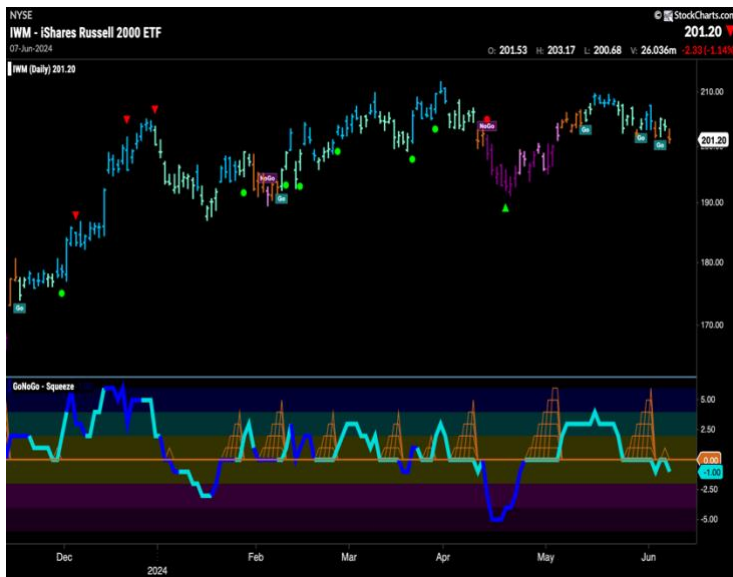 NYSE
© StockCharts.com
IWM - iShares Russell 2000 ETF
201.20
07-Jun-2024
O: 201.53 H: 203.17 L: 200.68 V: 26.036m -2.33 (-1.14%
IWM (Daily) 201.20
210.00
201.20
190.00
180.00
170.00
NoGo
NoGo
Go
Go
Go
Go
Go
GoNoGo - Squeeze
5.00
2.50
0.00
-1.00
-2.50
-5.00
Dec
Feb
Mar
Apr
May
Jun
2024